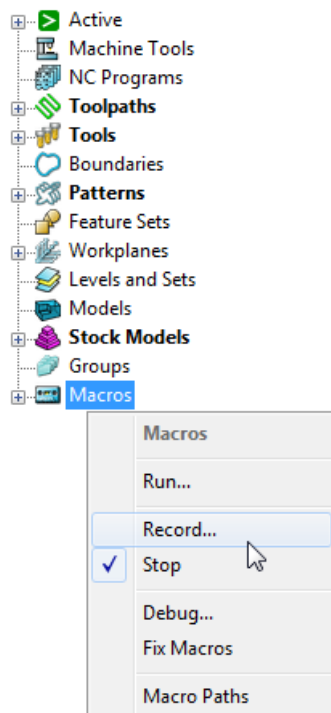 Active
Machine Tools
NC Programs
Toolpaths
Tools
Boundaries
Patterns
Feature Sets
Workplanes
Levels and Sets
Models
Stock Models
Groups
Macros
Macros
Run...
Record...
Stop
Debug...
Fix Macros
Macro Paths